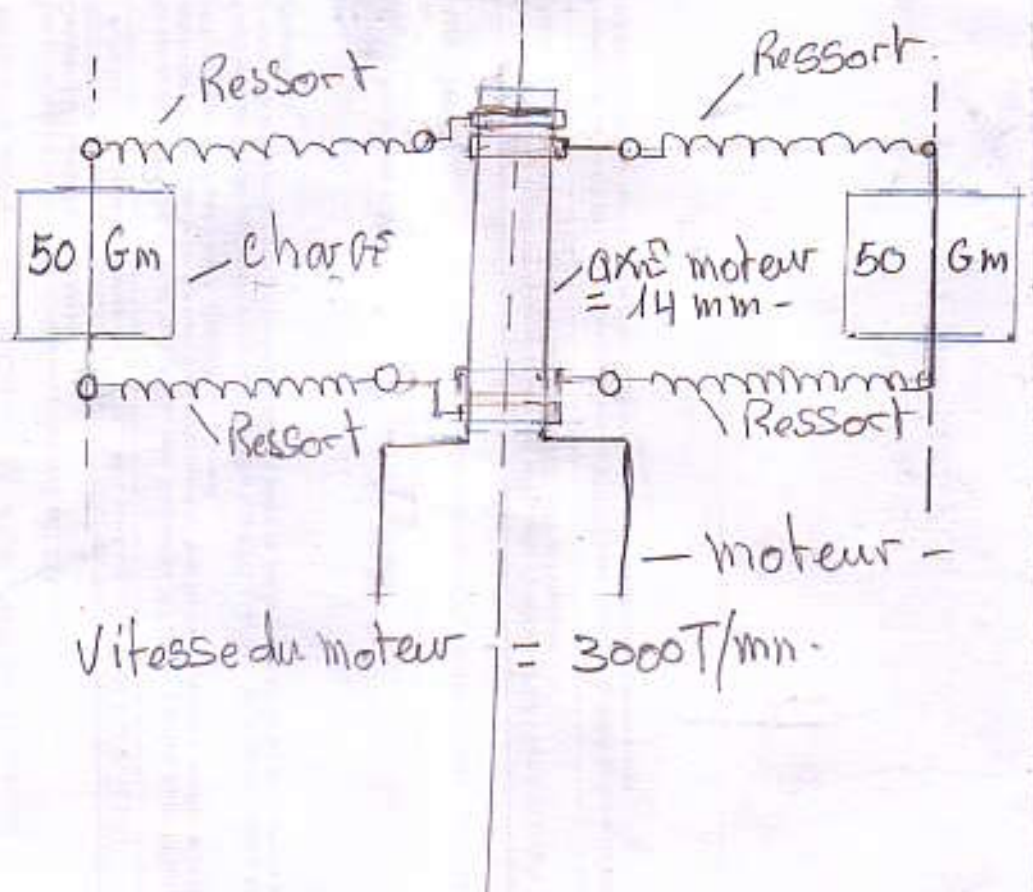 Ressort
Ressort
50 Gm
charge
axe moteur
= 14 mm -
50 Gm
Ressort
Ressort
- moteur -
Vitesse du moteur = 3000T/mn.